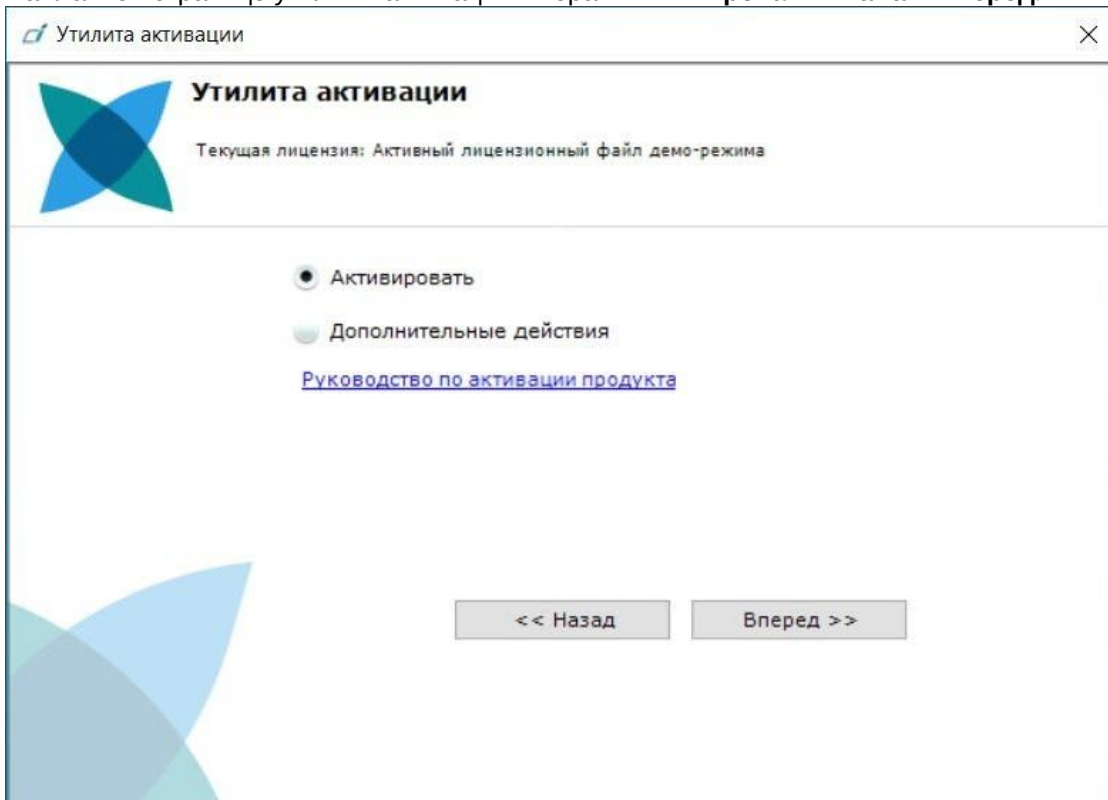 Утилита активации
Утилита активации
Текущая лицензия: Активный лицензионный файл демо-режима
Активировать
Дополнительные действия
Руководство по активации продукта
<< Назад
Вперед >>